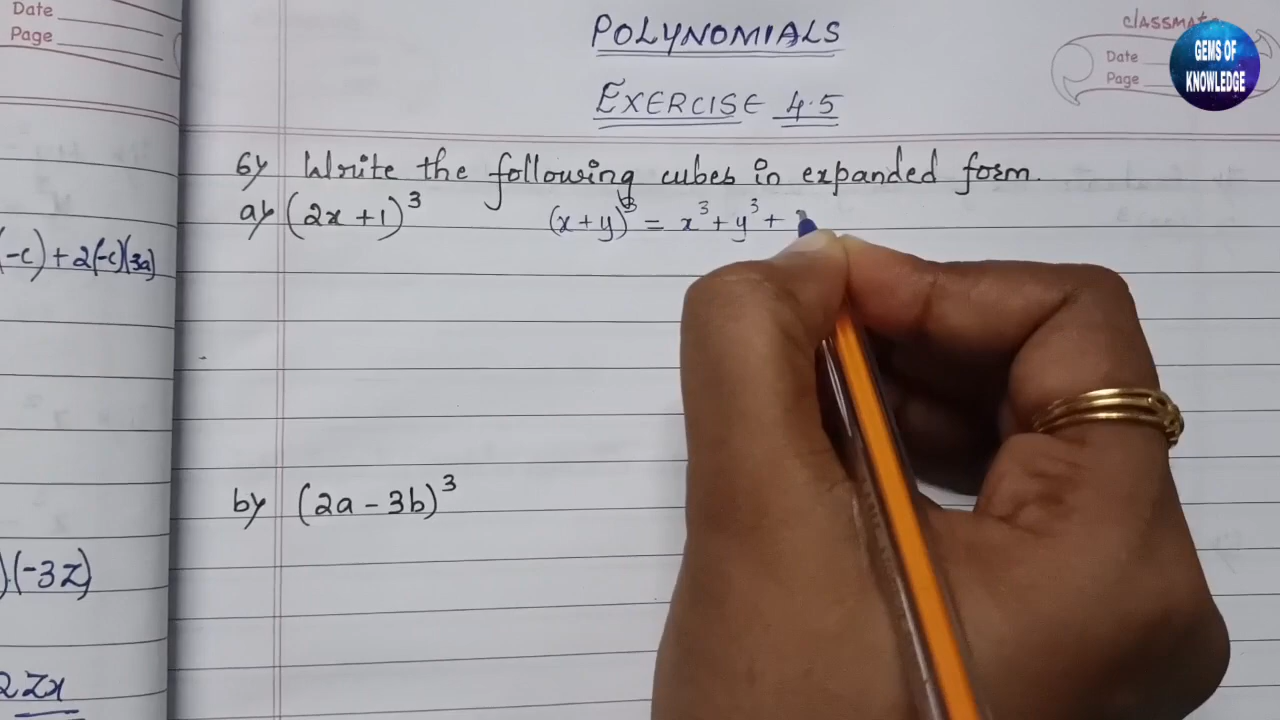 Date
Page
POLYNOMIALS
EXERCISE 4.5
classmate
Date
Page
GEMS OF
KNOWLEDGE
6) Write the following cubes in expanded form.
a) (2x+1)³ (x+y)³ = x³+y³+
-c)+2(-c)(3a)
b) (2a-3b)³
).(-3z)
2zx